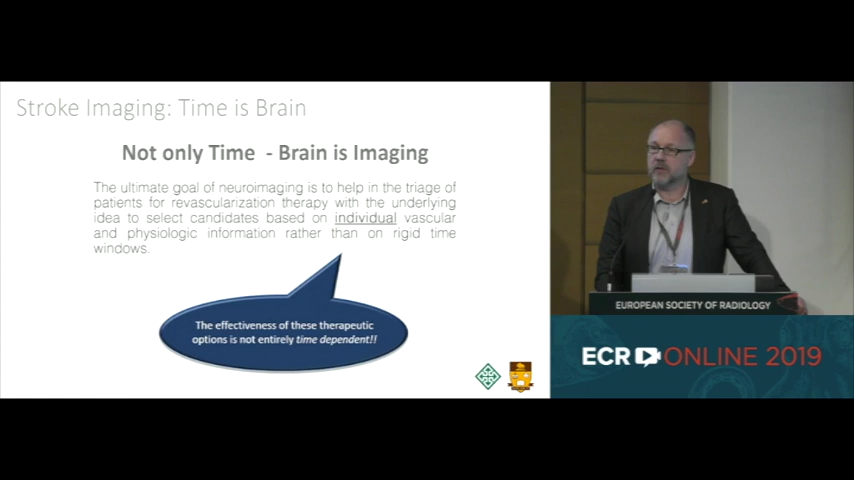 Stroke Imaging: Time is Brain
Not only Time - Brain is Imaging
The ultimate goal of neuroimaging is to help in the triage of
patients for revascularization therapy with the underlying
idea to select candidates based on individual vascular
and physiologic information rather than on rigid time
windows.
The effectiveness of these therapeutic
options is not entirely time dependent!!
EUROPEAN SOCIETY OF RADIOLOGY
ECR ONLINE 2019